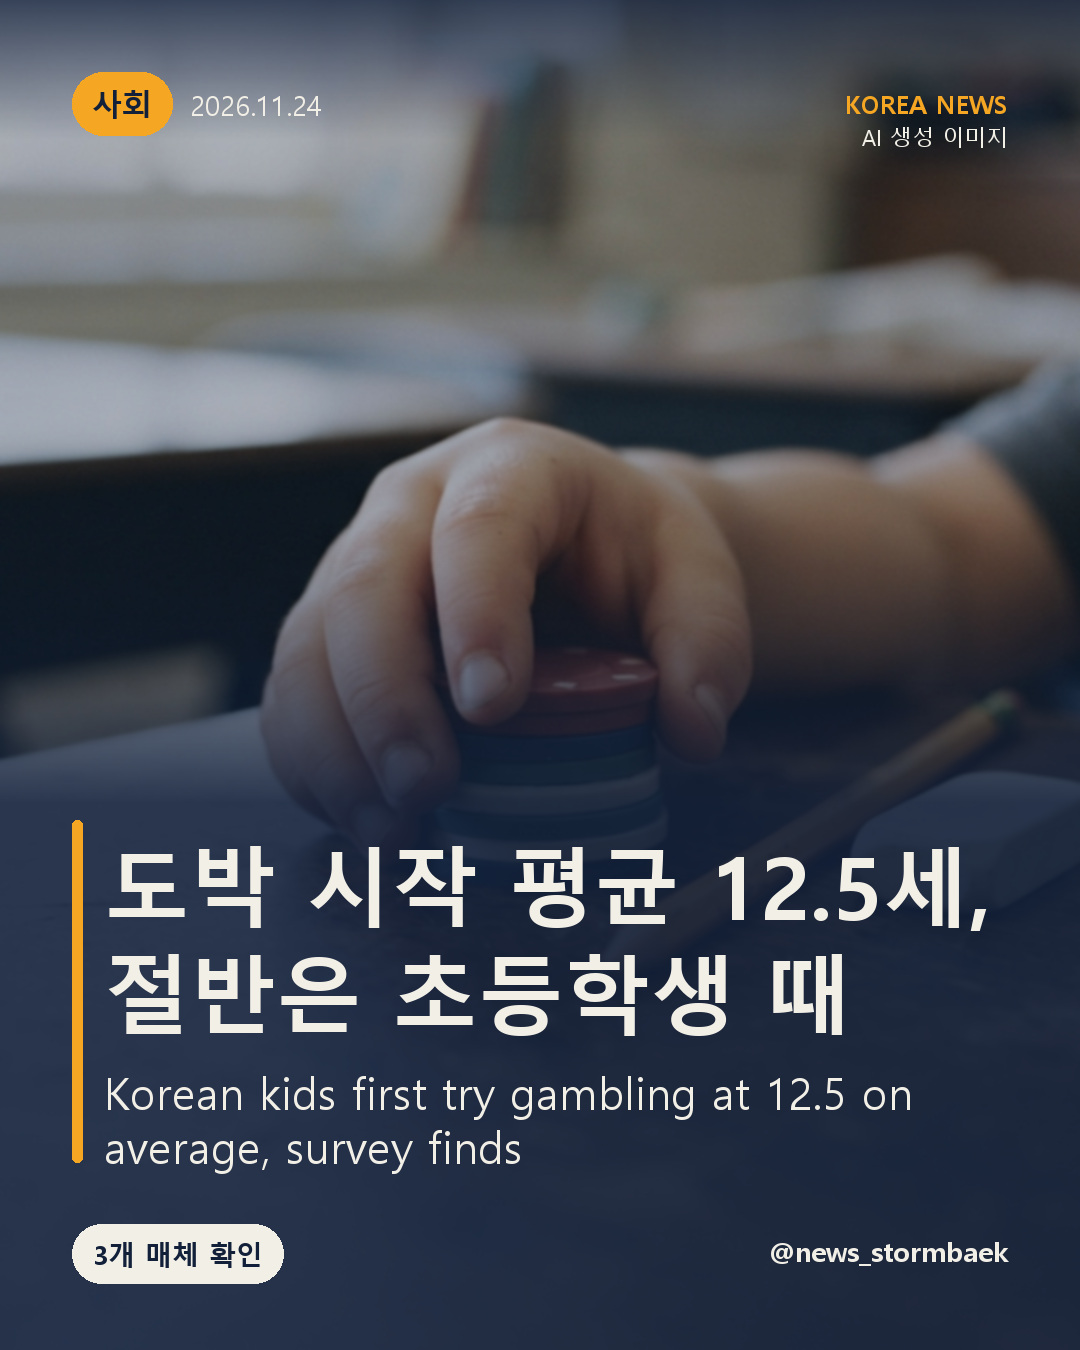 사회
2026.11.24
KOREA NEWS
AI 생성 이미지
도박 시작 평균 12.5세,
절반은 초등학생 때
Korean kids first try gambling at 12.5 on
average, survey finds
3개 매체 확인
@news_stormbaek